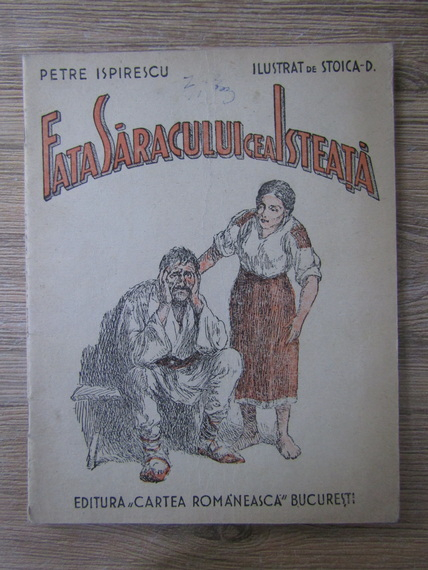 PETRE ISPIRESCU
ILUSTRAT DE STOICA-D.
FATA SĂRACULUI CEA ISTEAȚĂ
EDITURA „CARTEA ROMÂNEASCĂ" BUCUREȘTI